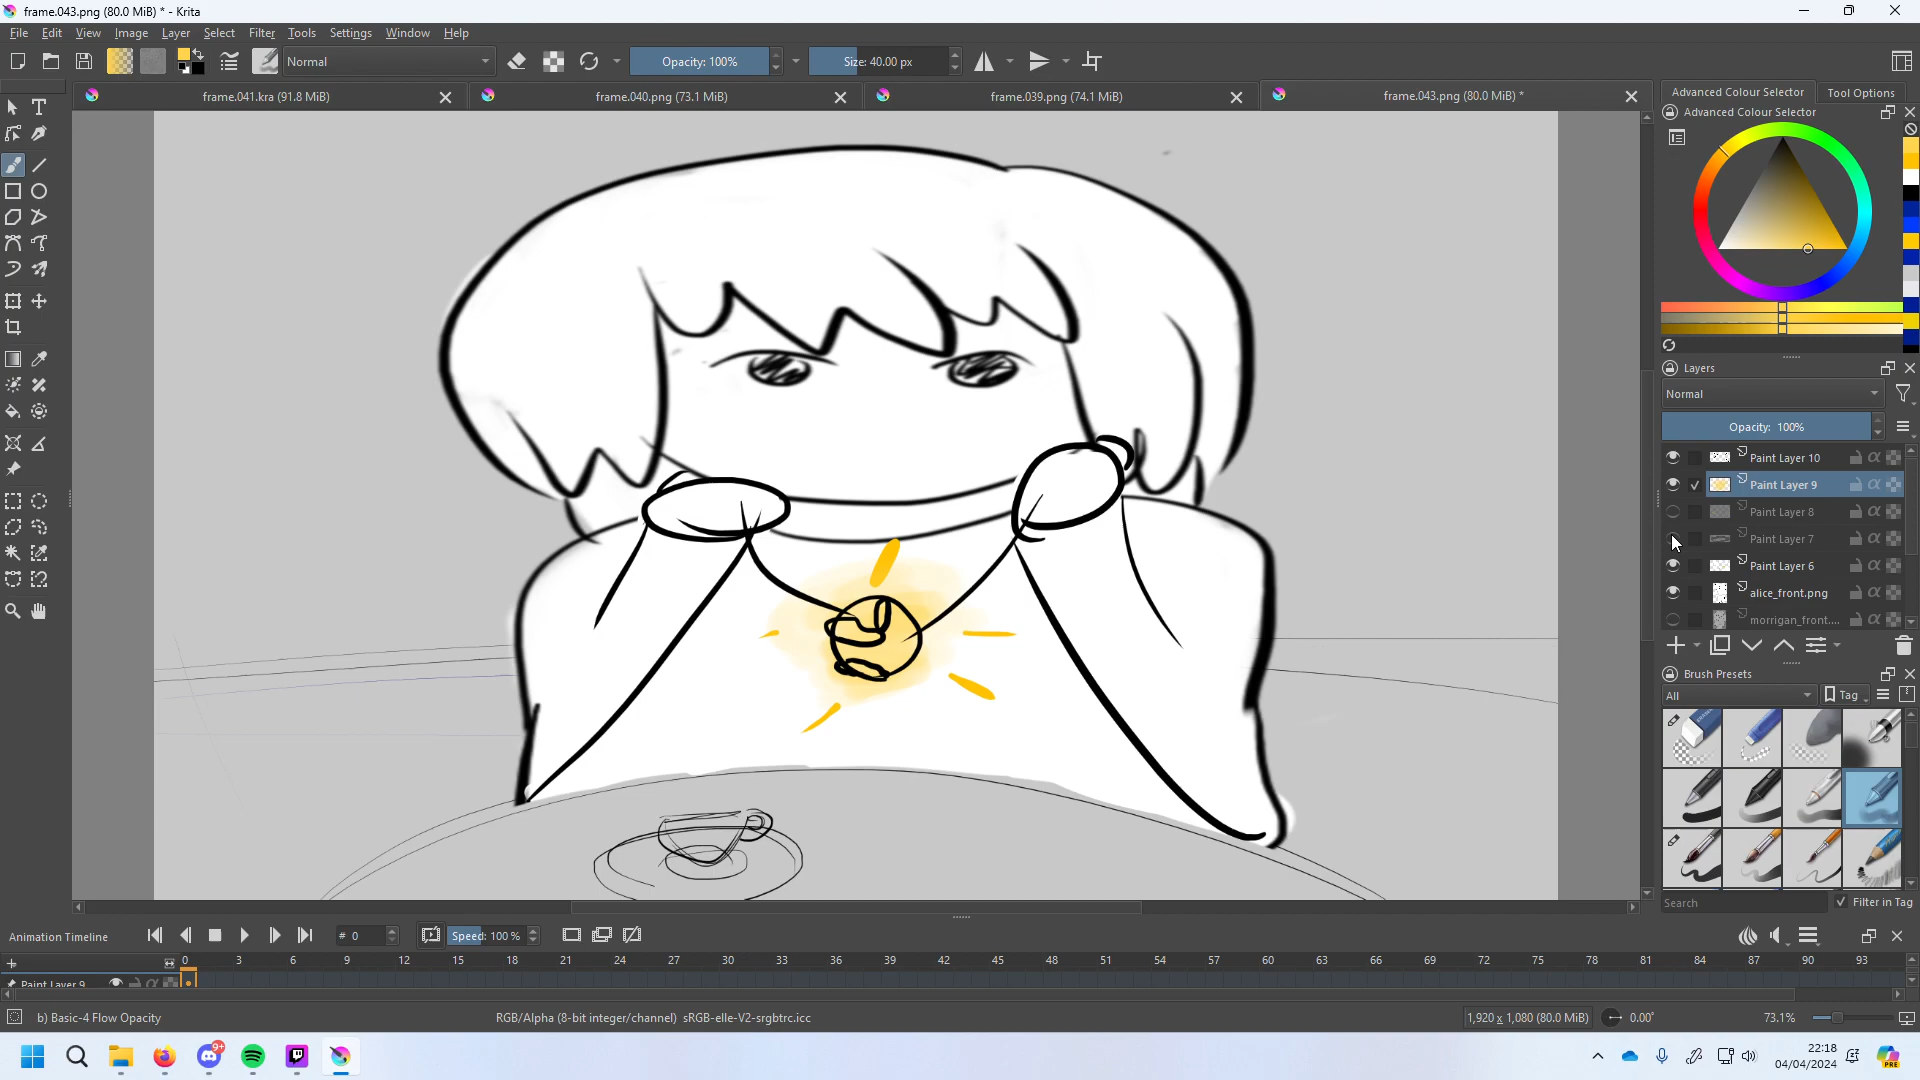 frame.043.png (80.0 MiB) * - Krita
File Edit View Image Layer Select Filter Tools Settings Window Help
Normal Opacity: 100% Size: 40.00 px
frame.041.kra (91.8 MiB) frame.040.png (73.1 MiB) frame.039.png (74.1 MiB) frame.043.png (80.0 MiB) * Advanced Colour Selector Tool Options
Advanced Colour Selector
Layers
Normal
Opacity: 100%
Paint Layer 10
Paint Layer 9
Paint Layer 8
Paint Layer 7
Paint Layer 6
alice_front.png
morrigan_front....
Brush Presets
All Tag
Search Filter in Tag
Animation Timeline # 0 Speed: 100 %
0 3 6 9 12 15 18 21 24 27 30 33 36 39 42 45 48 51 54 57 60 63 66 69 72 75 78 81 84 87 90 93
Paint Layer 9
b) Basic-4 Flow Opacity RGB/Alpha (8-bit integer/channel) sRGB-elle-V2-srgbtrc.icc 1,920 x 1,080 (80.0 MiB) 0.00° 73.1%
9+ 22:18
04/04/2024
PRE